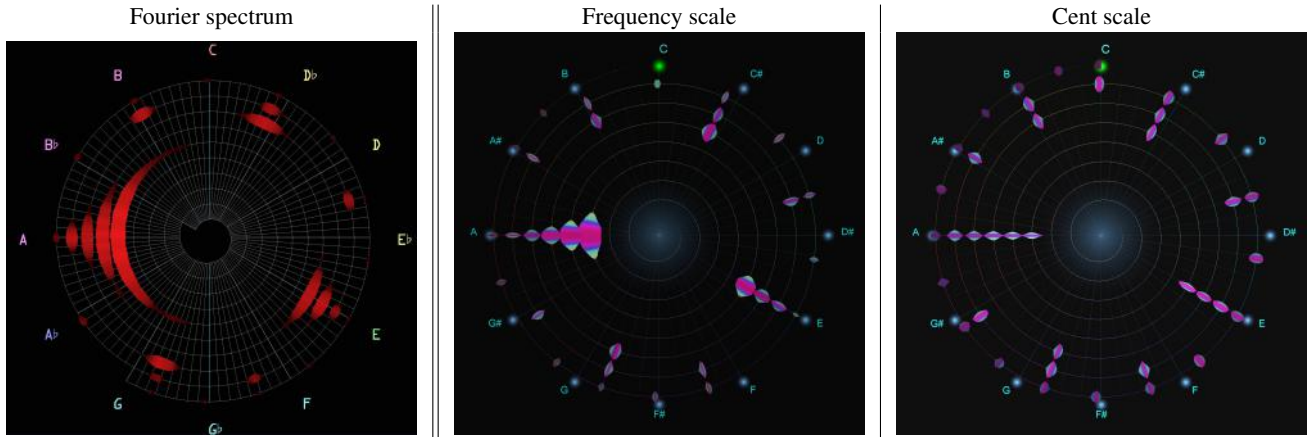 Fourier spectrum
Frequency scale
Cent scale
C
B
D♭
B♭
D
A
E♭
A♭
E
G
F
G♭
C
B
C#
A#
D
A
D#
G#
E
G
F
F#
C
B
C#
A#
D
A
D#
G#
E
G
F
F#